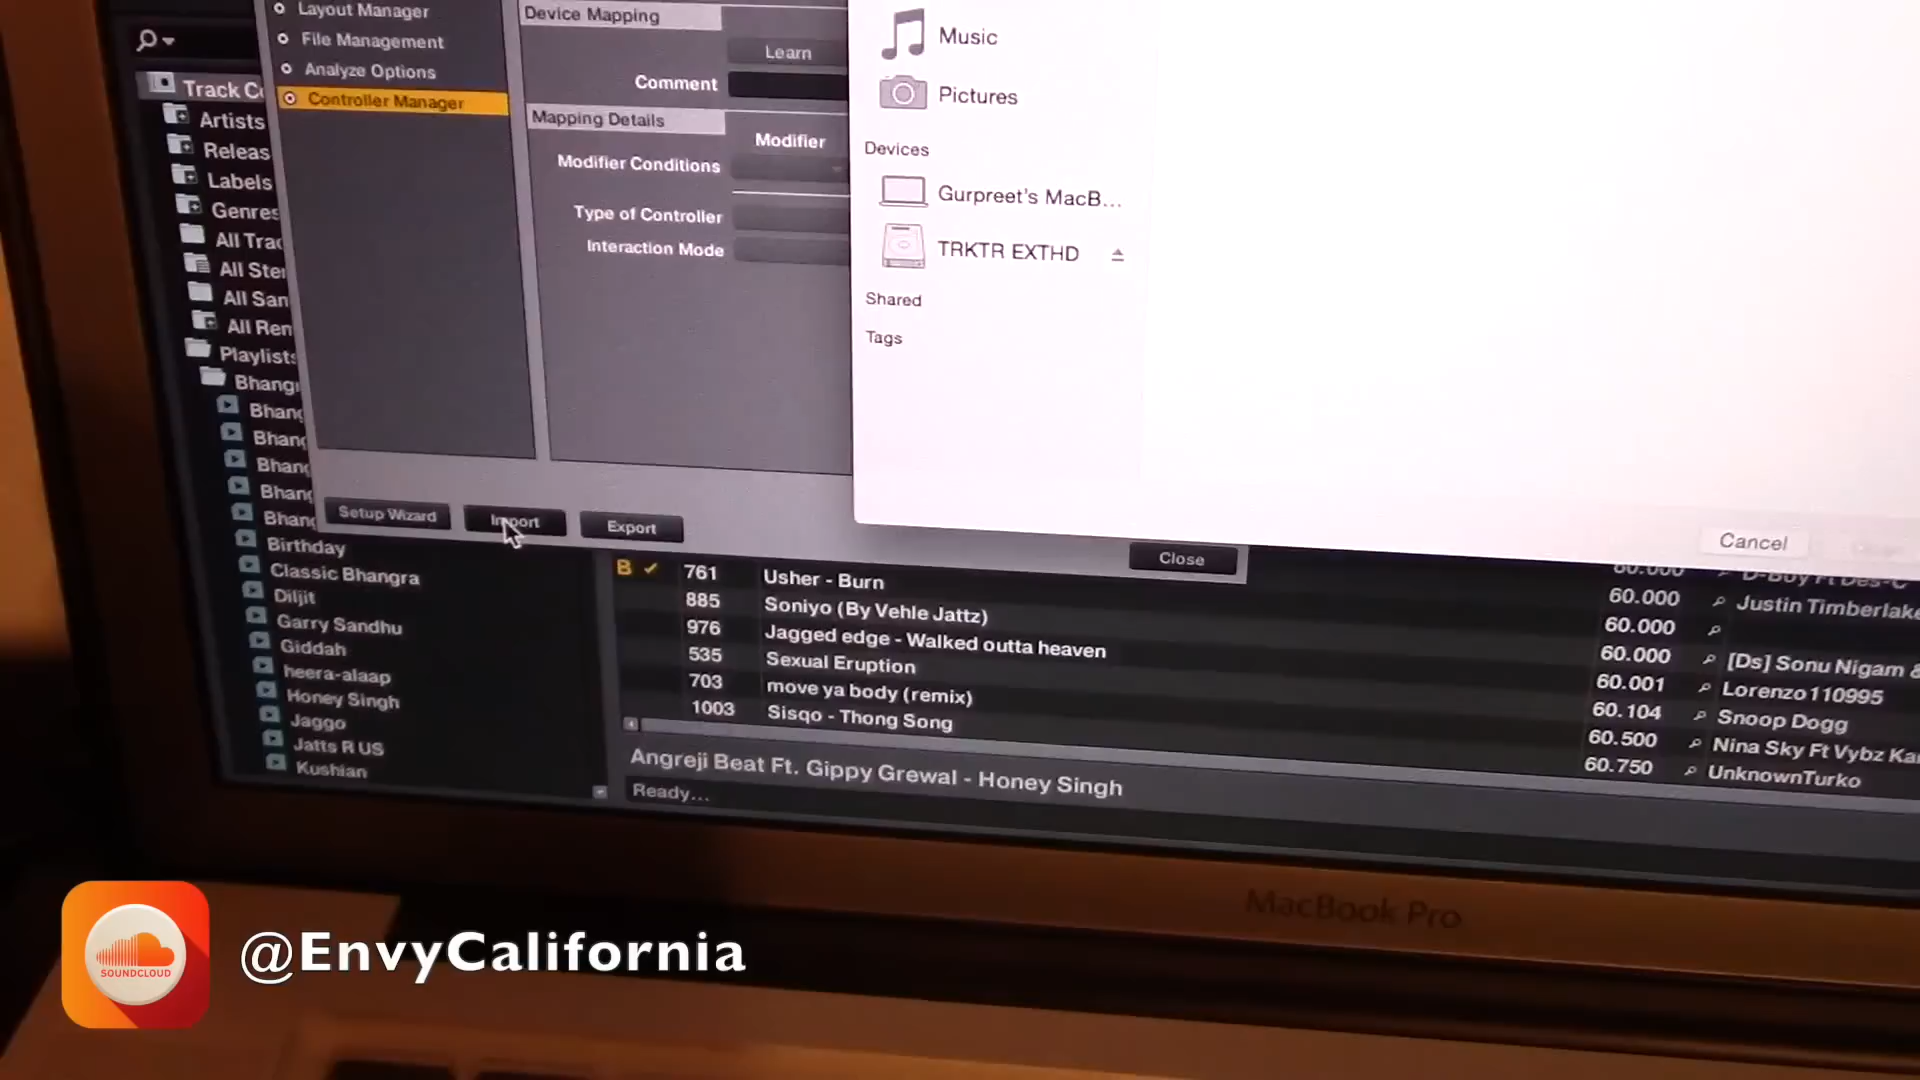 Layout Manager
File Management
Analyze Options
Controller Manager
Device Mapping
Learn
Comment
Mapping Details
Modifier
Modifier Conditions
Type of Controller
Interaction Mode
Setup Wizard
Import
Export
Close
Music
Pictures
Devices
Gurpreet's MacB...
TRKTR EXTHD
Shared
Tags
Cancel
Track
Artists
Releas
Labels
Genres
All
All
All
All
Playlists
Bhang
Bhang
Bhang
Bhang
Bhang
Birthday
Classic Bhangra
Diljit
Garry Sandhu
Giddah
heera-alaap
Honey Singh
Jaggo
Jatts R US
Kushian
B 761 Usher - Burn
885 Soniyo (By Vehle Jattz) 60.000 Justin Timberlake
976 Jagged edge - Walked outta heaven 60.000
535 Sexual Eruption 60.000 [Ds] Sonu Nigam &
703 move ya body (remix) 60.001 Lorenzo110995
1003 Sisqo - Thong Song 60.104 Snoop Dogg
60.500 Nina Sky Ft Vybz Ka
60.750 UnknownTurko
Angreji Beat Ft. Gippy Grewal - Honey Singh
Ready...
MacBook Pro
SOUNDCLOUD
@EnvyCalifornia